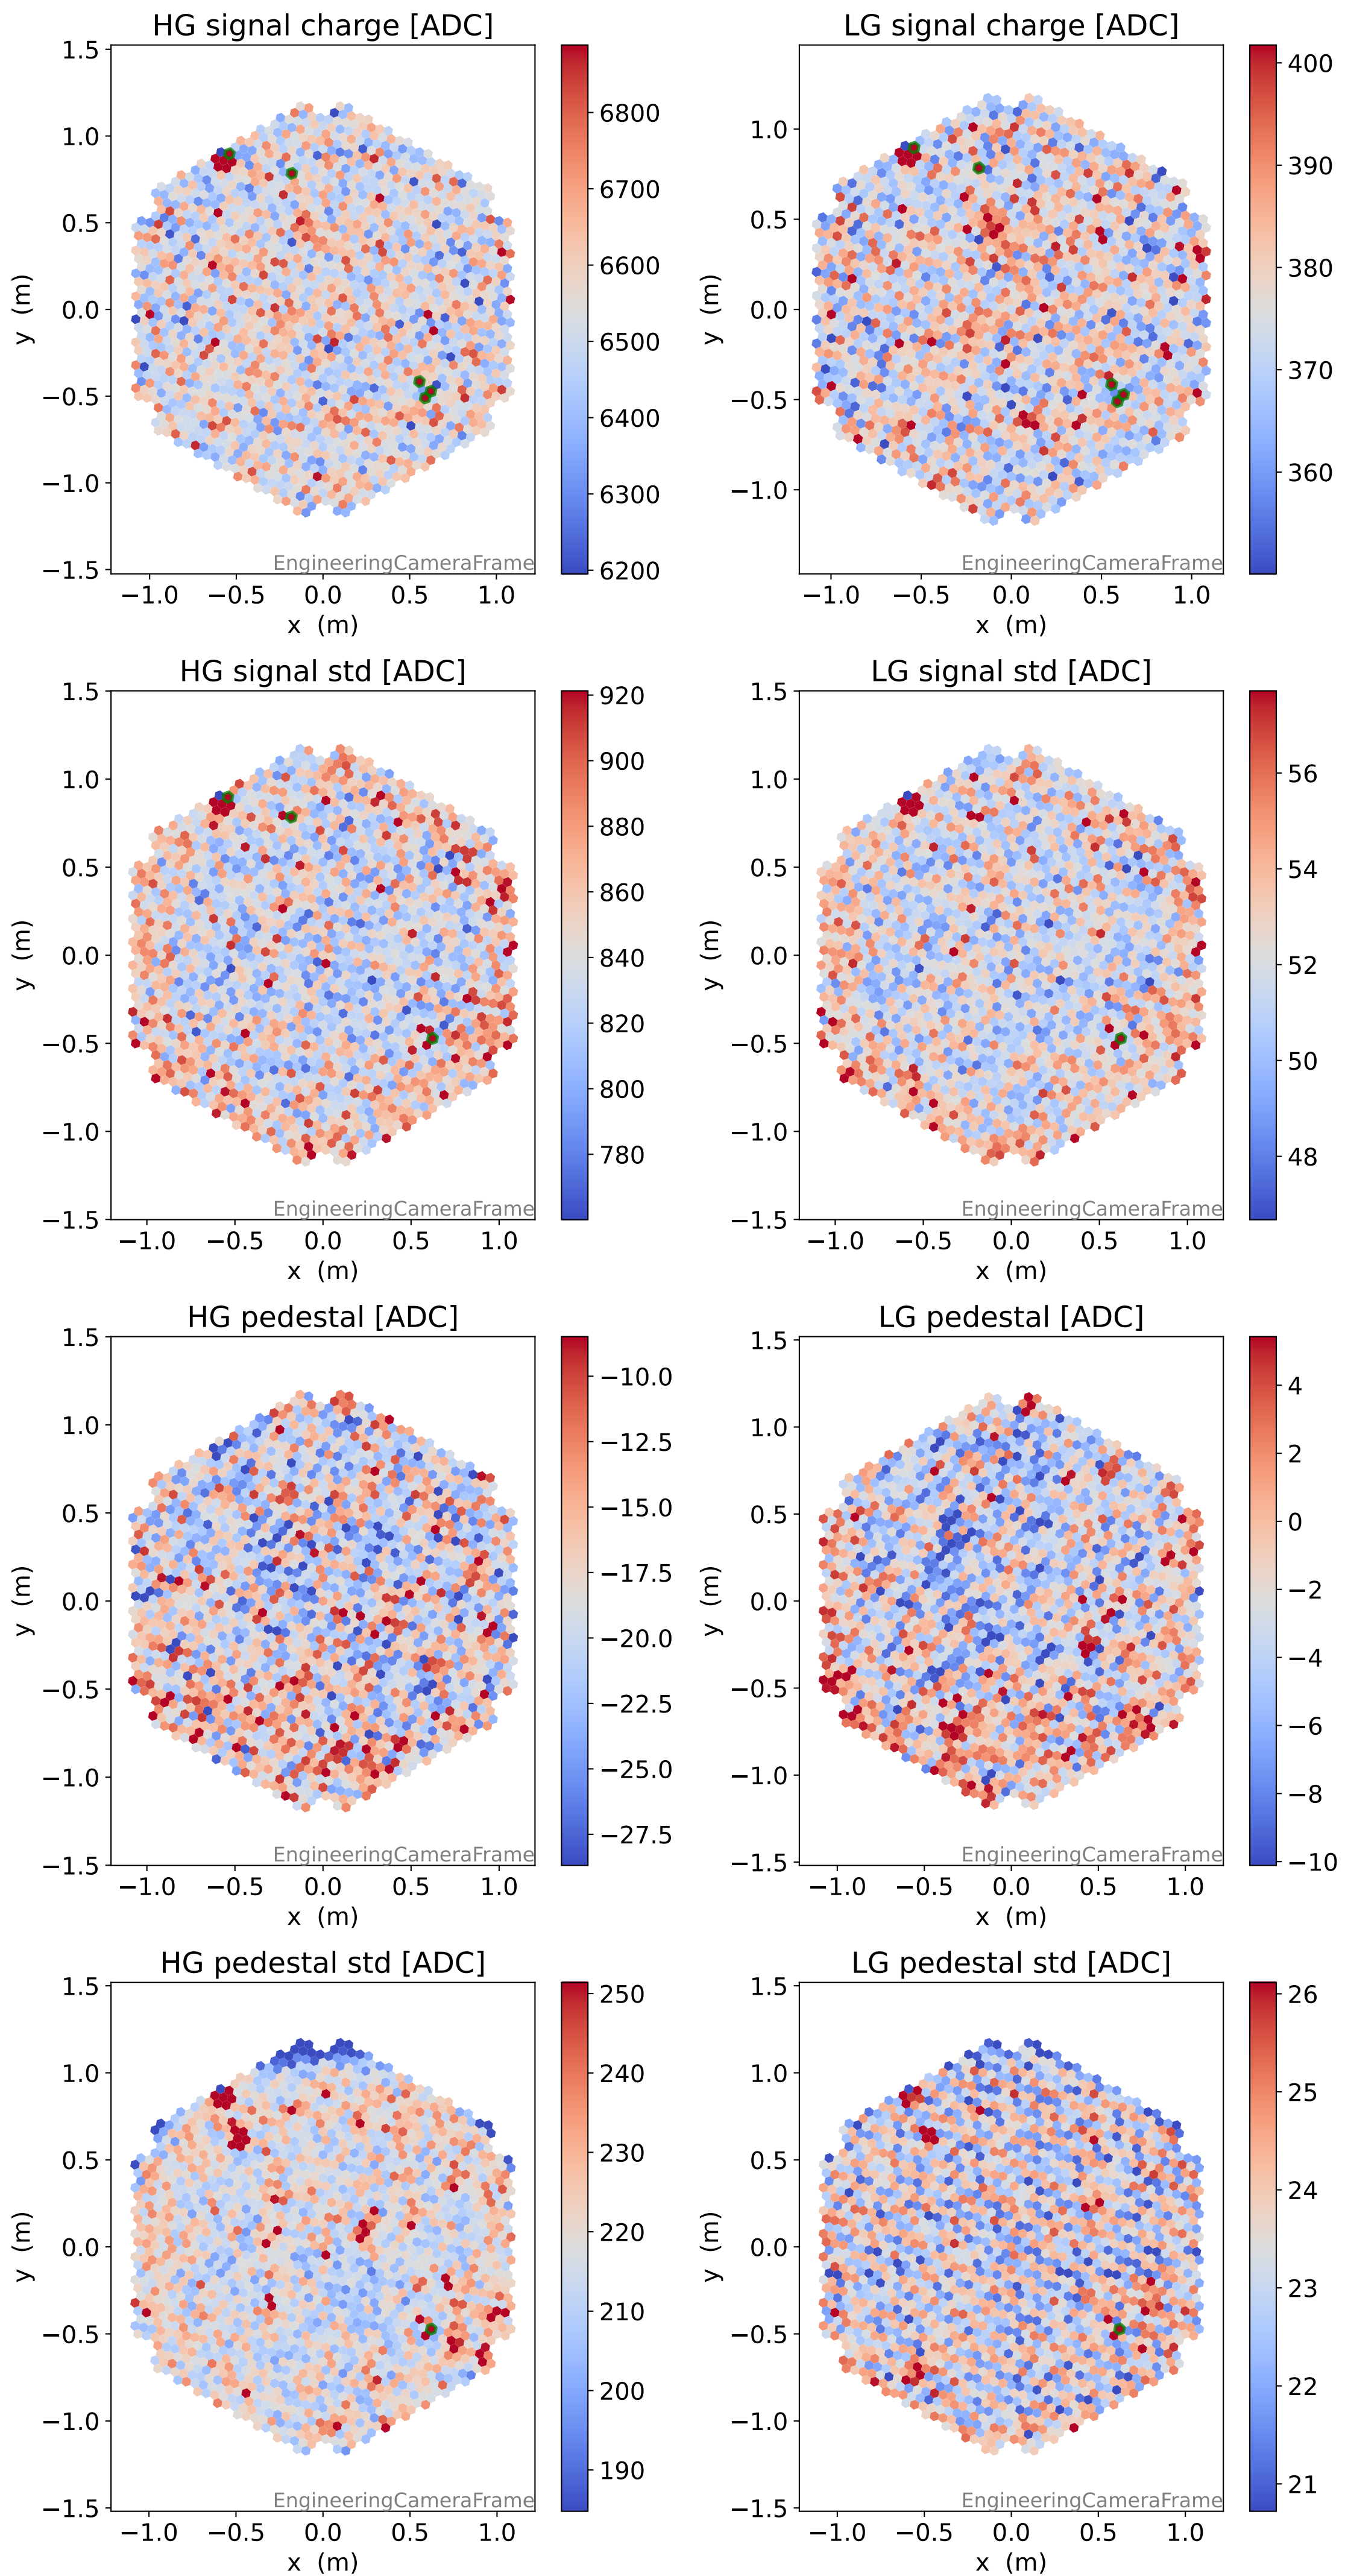 HG signal charge [ADC]
1.5
1.0
0.5
0.0
−0.5
−1.0
−1.5
y (m)
−1.0 −0.5 0.0 0.5 1.0
x (m)
EngineeringCameraFrame
6800
6700
6600
6500
6400
6300
6200
LG signal charge [ADC]
1.0
0.5
0.0
−0.5
−1.0
y (m)
−1.0 −0.5 0.0 0.5 1.0
x (m)
EngineeringCameraFrame
400
390
380
370
360
HG signal std [ADC]
1.5
1.0
0.5
0.0
−0.5
−1.0
−1.5
y (m)
−1.0 −0.5 0.0 0.5 1.0
x (m)
EngineeringCameraFrame
920
900
880
860
840
820
800
780
LG signal std [ADC]
1.5
1.0
0.5
0.0
−0.5
−1.0
−1.5
y (m)
−1.0 −0.5 0.0 0.5 1.0
x (m)
EngineeringCameraFrame
56
54
52
50
48
HG pedestal [ADC]
1.5
1.0
0.5
0.0
−0.5
−1.0
−1.5
y (m)
−1.0 −0.5 0.0 0.5 1.0
x (m)
EngineeringCameraFrame
−10.0
−12.5
−15.0
−17.5
−20.0
−22.5
−25.0
−27.5
LG pedestal [ADC]
1.5
1.0
0.5
0.0
−0.5
−1.0
−1.5
y (m)
−1.0 −0.5 0.0 0.5 1.0
x (m)
EngineeringCameraFrame
4
2
0
−2
−4
−6
−8
−10
HG pedestal std [ADC]
1.5
1.0
0.5
0.0
−0.5
−1.0
−1.5
y (m)
−1.0 −0.5 0.0 0.5 1.0
x (m)
EngineeringCameraFrame
250
240
230
220
210
200
190
LG pedestal std [ADC]
1.5
1.0
0.5
0.0
−0.5
−1.0
−1.5
y (m)
−1.0 −0.5 0.0 0.5 1.0
x (m)
EngineeringCameraFrame
26
25
24
23
22
21